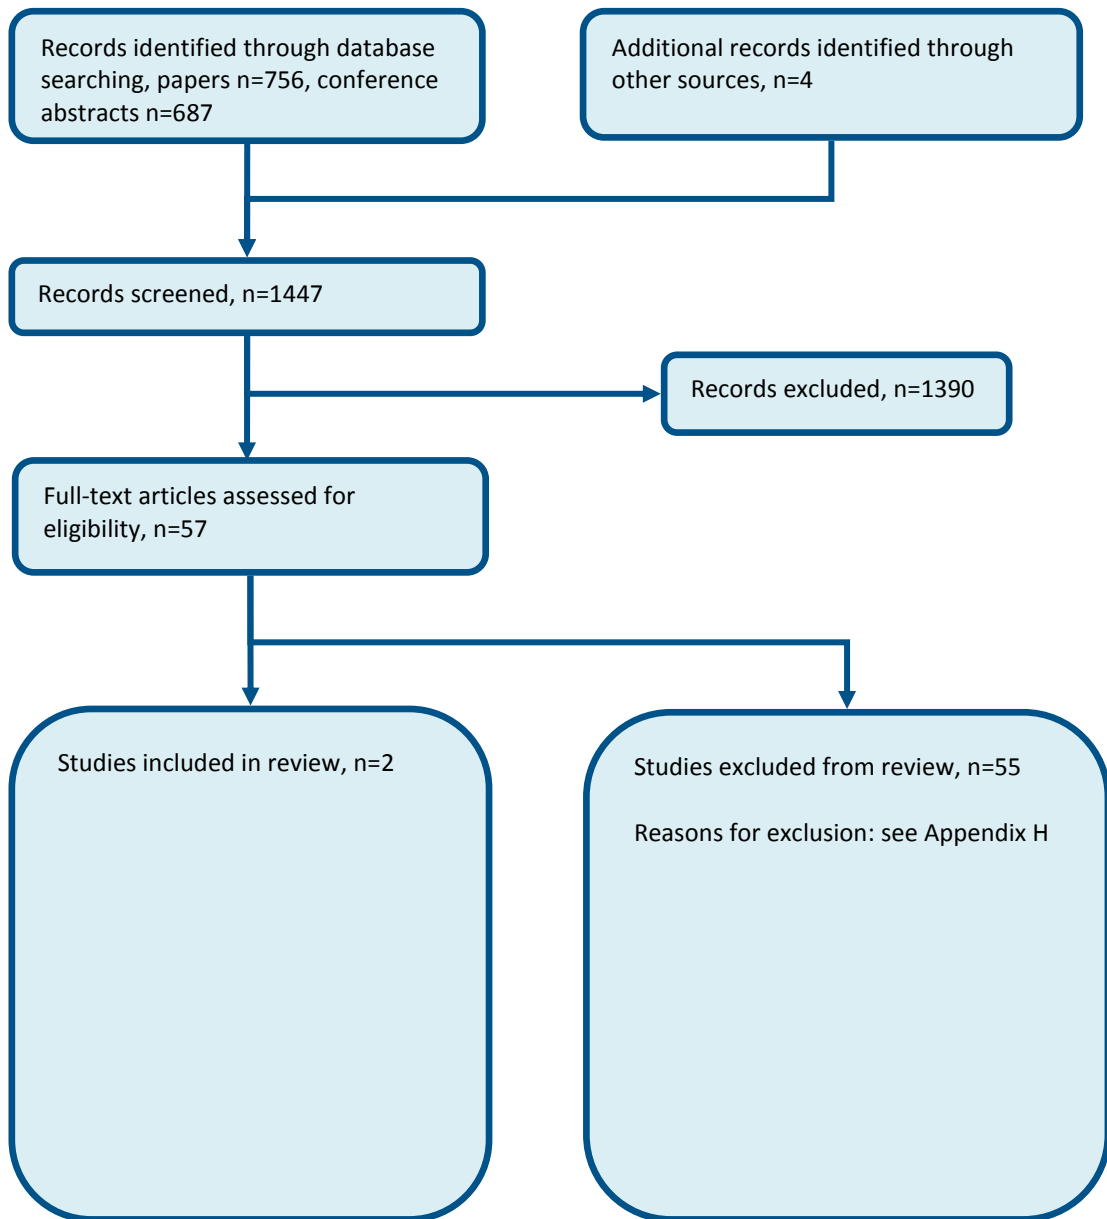 Records identified through database
searching, papers n=756, conference
abstracts n=687
Additional records identified through
other sources, n=4
Records screened, n=1447
Records excluded, n=1390
Full-text articles assessed for
eligibility, n=57
Studies included in review, n=2
Studies excluded from review, n=55
Reasons for exclusion: see Appendix H